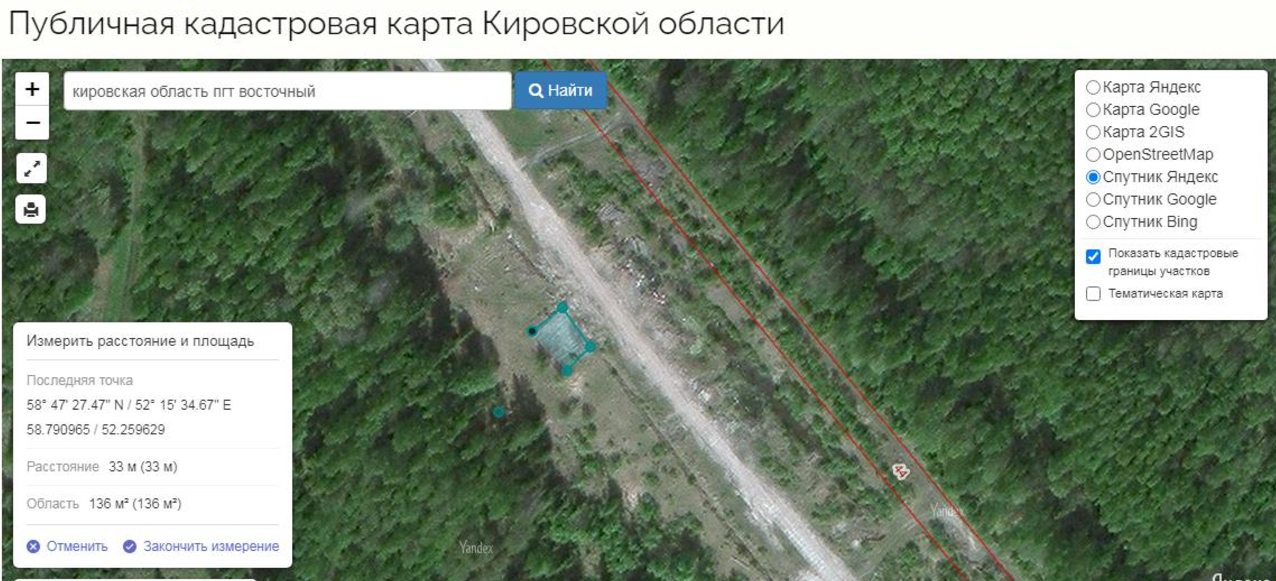 Публичная кадастровая карта Кировской области
+
кировская область пгт восточный
Найти
−
Карта Яндекс
Карта Google
Карта 2GIS
OpenStreetMap
Спутник Яндекс
Спутник Google
Спутник Bing
Показать кадастровые
границы участков
Тематическая карта
Измерить расстояние и площадь
Последняя точка
58° 47' 27.47" N / 52° 15' 34.67" E
58.790965 / 52.259629
Расстояние 33 м (33 м)
Область 136 м² (136 м²)
Отменить Закончить измерение
44
Yandex
Yandex